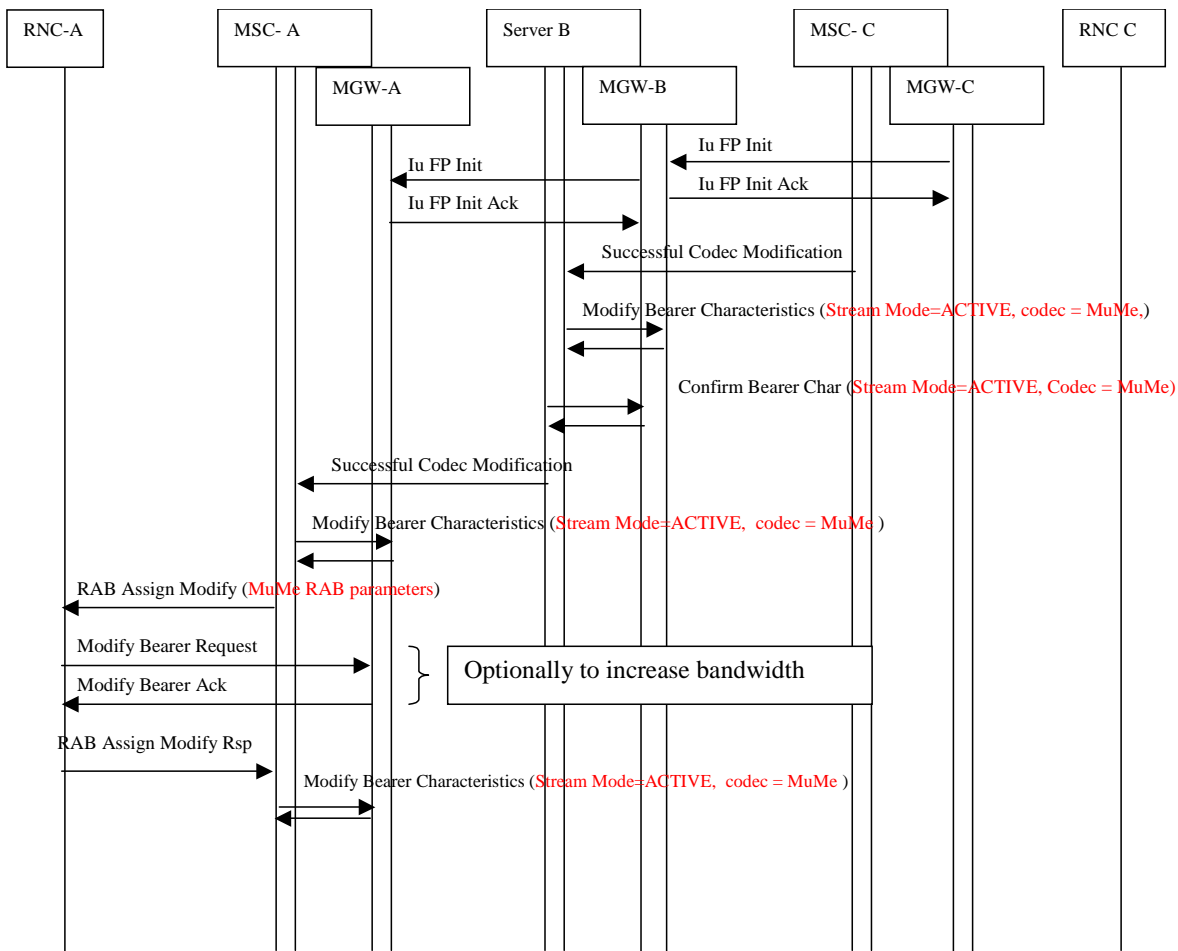 RNC-A
MSC- A
Server B
MSC- C
RNC C
MGW-A
MGW-B
MGW-C
Iu FP Init
Iu FP Init
Iu FP Init Ack
Iu FP Init Ack
Successful Codec Modification
Modify Bearer Characteristics (Stream Mode=ACTIVE, codec = MuMe,)
Confirm Bearer Char (Stream Mode=ACTIVE, Codec = MuMe)
Successful Codec Modification
Modify Bearer Characteristics (Stream Mode=ACTIVE, codec = MuMe )
RAB Assign Modify (MuMe RAB parameters)
Modify Bearer Request
Optionally to increase bandwidth
Modify Bearer Ack
RAB Assign Modify Rsp
Modify Bearer Characteristics (Stream Mode=ACTIVE, codec = MuMe )